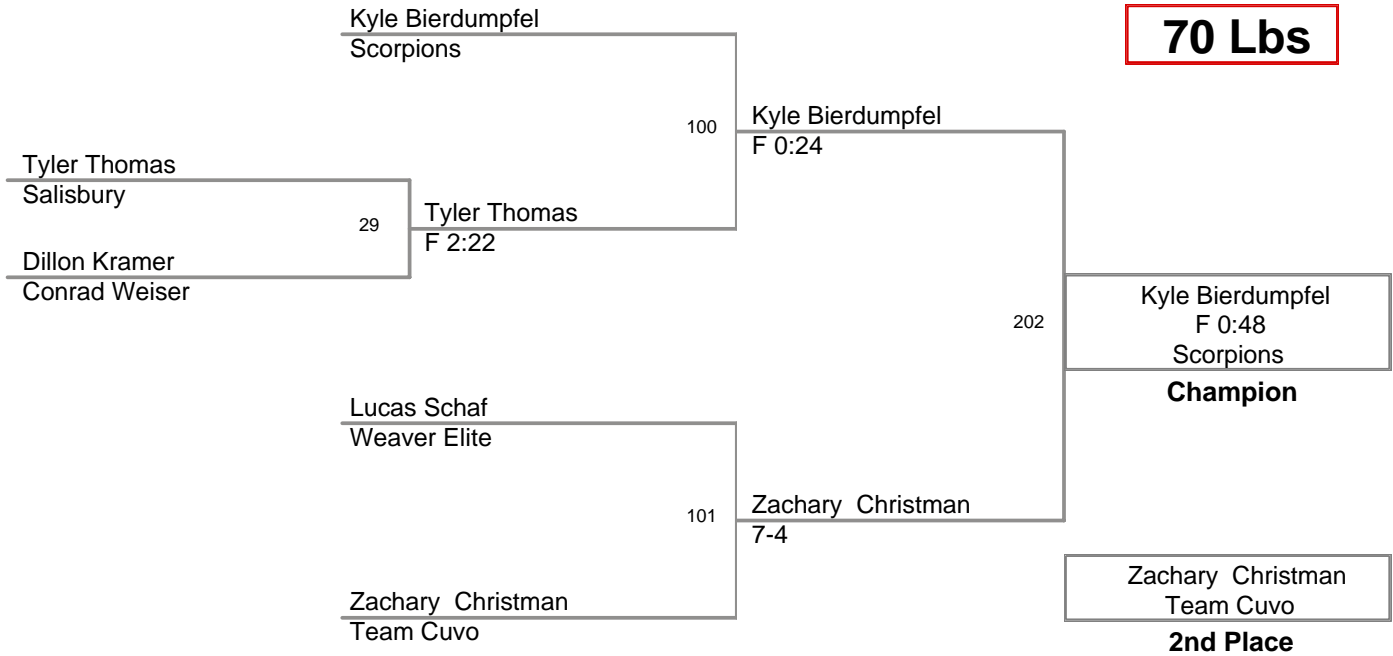 Kyle Bierdumpfel
Scorpions
70 Lbs
100
Kyle Bierdumpfel
F 0:24
Tyler Thomas
Salisbury
29
Tyler Thomas
F 2:22
Dillon Kramer
Conrad Weiser
202
Kyle Bierdumpfel
F 0:48
Scorpions
Champion
Lucas Schaf
Weaver Elite
101
Zachary Christman
7-4
Zachary Christman
Team Cuvo
Zachary Christman
Team Cuvo
2nd Place